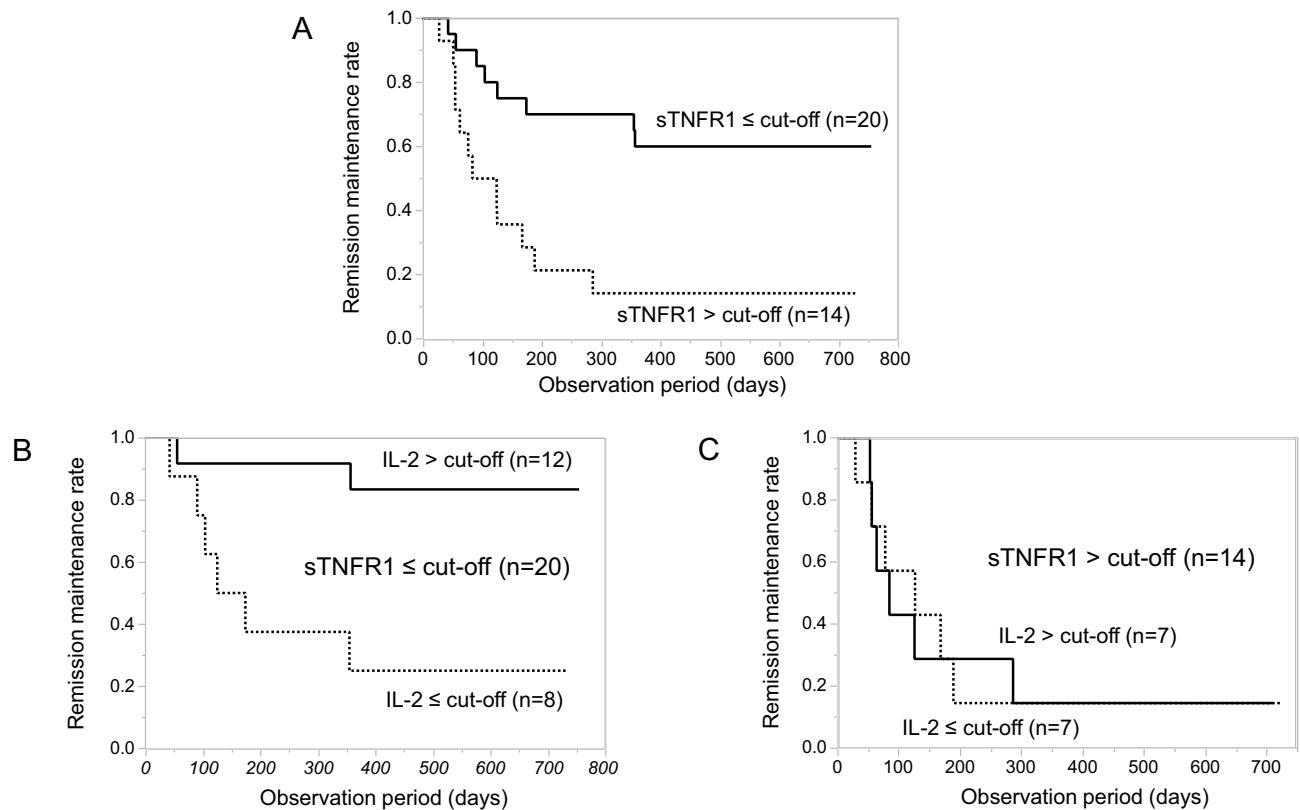 A
Remission maintenance rate
1.0
0.8
0.6
0.4
0.2
0.0
sTNFR1 ≤ cut-off (n=20)
sTNFR1 > cut-off (n=14)
0 100 200 300 400 500 600 700 800
Observation period (days)
B
Remission maintenance rate
1.0
0.8
0.6
0.4
0.2
0.0
IL-2 > cut-off (n=12)
sTNFR1 ≤ cut-off (n=20)
IL-2 ≤ cut-off (n=8)
0 100 200 300 400 500 600 700 800
Observation period (days)
C
Remission maintenance rate
1.0
0.8
0.6
0.4
0.2
0.0
sTNFR1 > cut-off (n=14)
IL-2 > cut-off (n=7)
IL-2 ≤ cut-off (n=7)
0 100 200 300 400 500 600 700
Observation period (days)